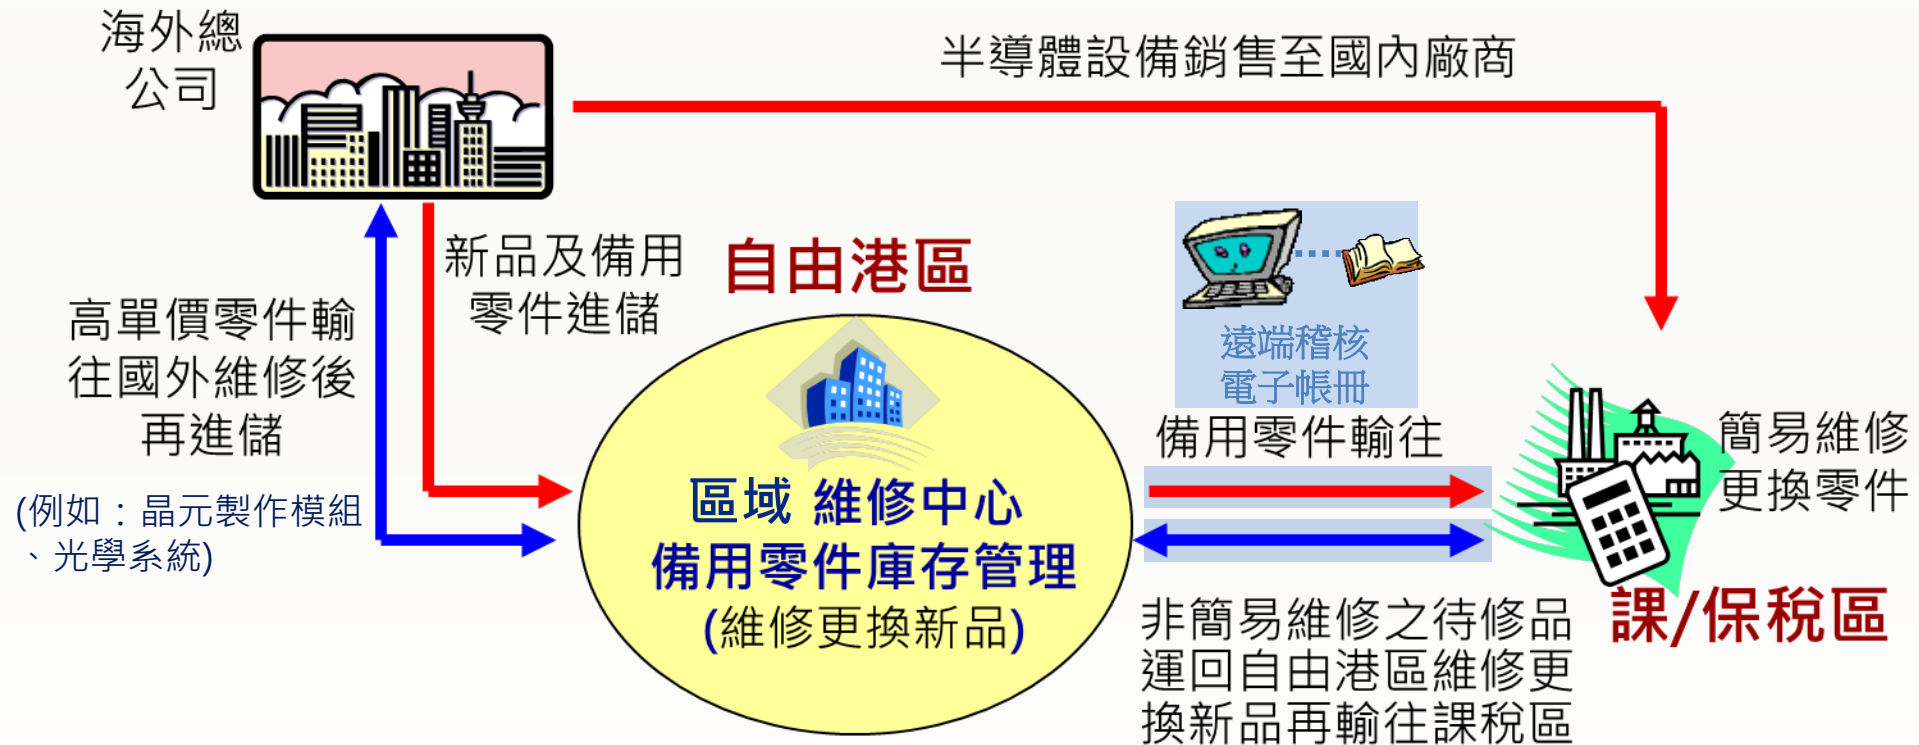 海外總
公司
半導體設備銷售至國內廠商
新品及備用
零件進儲
自由港區
高單價零件輸
往國外維修後
再進儲
(例如：晶元製作模組
、光學系統)
遠端稽核
電子帳冊
備用零件輸往
簡易維修
更換零件
區域 維修中心
備用零件庫存管理
(維修更換新品)
課/保稅區
非簡易維修之待修品
運回自由港區維修更
換新品再輸往課稅區